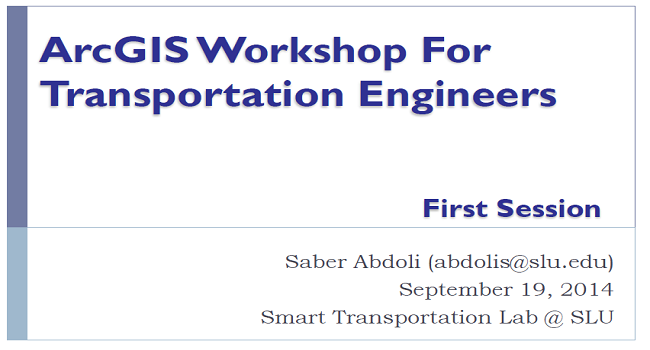 ArcGIS Workshop For
Transportation Engineers
First Session
Saber Abdoli (abdolis@slu.edu)
September 19, 2014
Smart Transportation Lab @ SLU